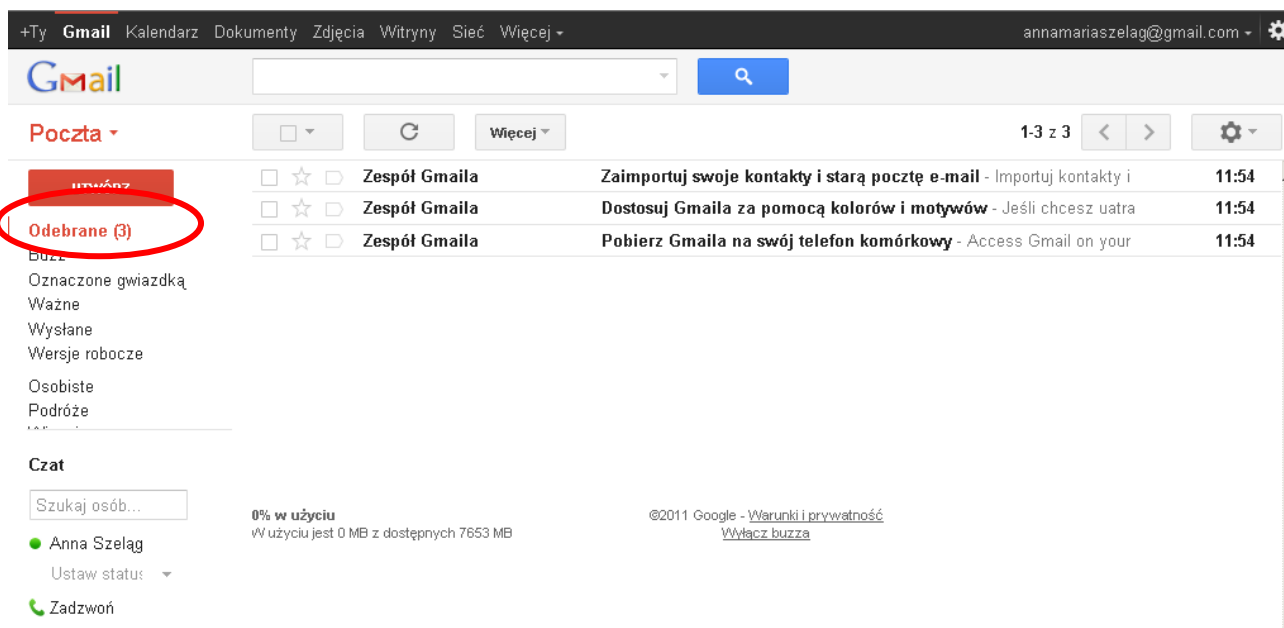 +Ty Gmail Kalendarz Dokumenty Zdjęcia Witryny Sieć Więcej annamariaszelag@gmail.com
Gmail
Poczta Więcej 1-3 z 3
UTWÓRZ
Zespół Gmaila Zaimportuj swoje kontakty i starą pocztę e-mail - Importuj kontakty i 11:54
Zespół Gmaila Dostosuj Gmaila za pomocą kolorów i motywów - Jeśli chcesz uatra 11:54
Odebrane (3)
Zespół Gmaila Pobierz Gmaila na swój telefon komórkowy - Access Gmail on your 11:54
Buzz
Oznaczone gwiazdką
Ważne
Wysłane
Wersje robocze
Osobiste
Podróże
Czat
Szukaj osób...
0% w użyciu
W użyciu jest 0 MB z dostępnych 7653 MB
©2011 Google - Warunki i prywatność
Wyłącz buzza
Anna Szeląg
Ustaw status
Zadzwoń